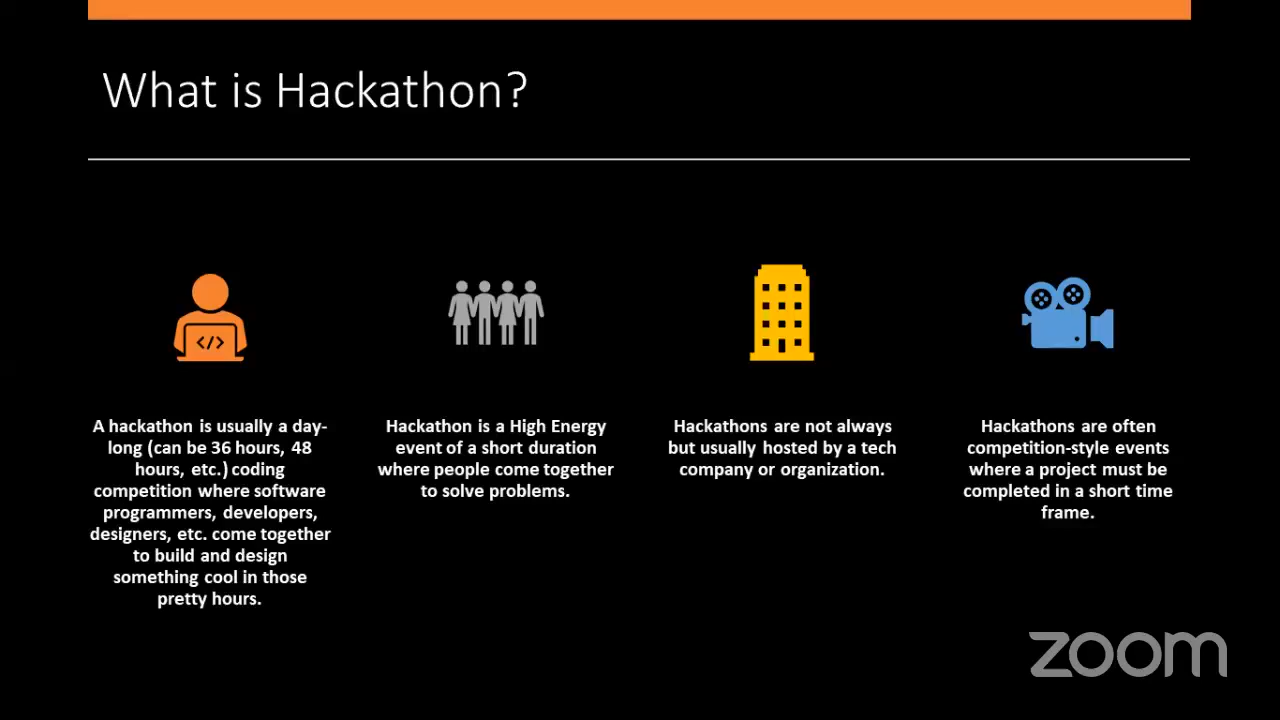 What is Hackathon?
</>
A hackathon is usually a day-
long (can be 36 hours, 48
hours, etc.) coding
competition where software
programmers, developers,
designers, etc. come together
to build and design
something cool in those
pretty hours.
Hackathon is a High Energy
event of a short duration
where people come together
to solve problems.
Hackathons are not always
but usually hosted by a tech
company or organization.
Hackathons are often
competition-style events
where a project must be
completed in a short time
frame.
zoom